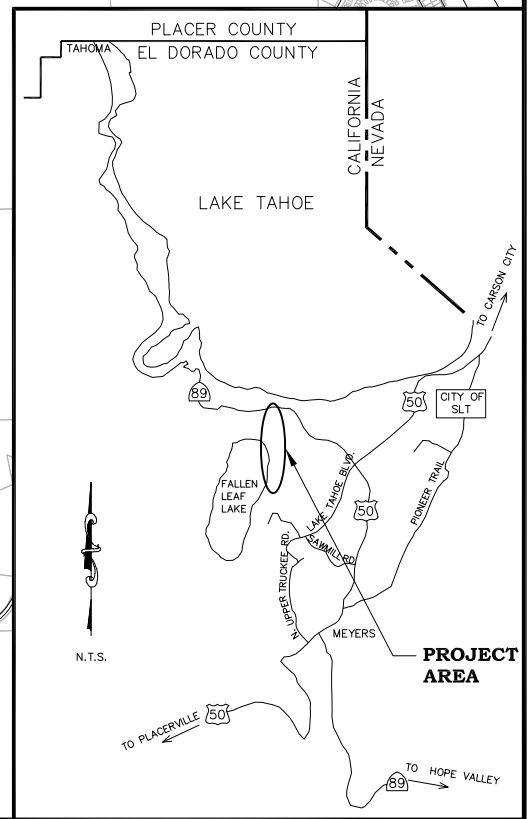 PLACER COUNTY
TAHOMA
EL DORADO COUNTY
CALIFORNIA
NEVADA
LAKE TAHOE
TO CARSON CITY
89
50
CITY OF
SLT
FALLEN
LEAF
LAKE
LAKE TAHOE BLVD.
PIONEER TRAIL
50
N. UPPER TRUCKEE RD.
SAWMILL RD.
MEYERS
N.T.S.
PROJECT
AREA
TO PLACERVILLE
50
TO HOPE VALLEY
89